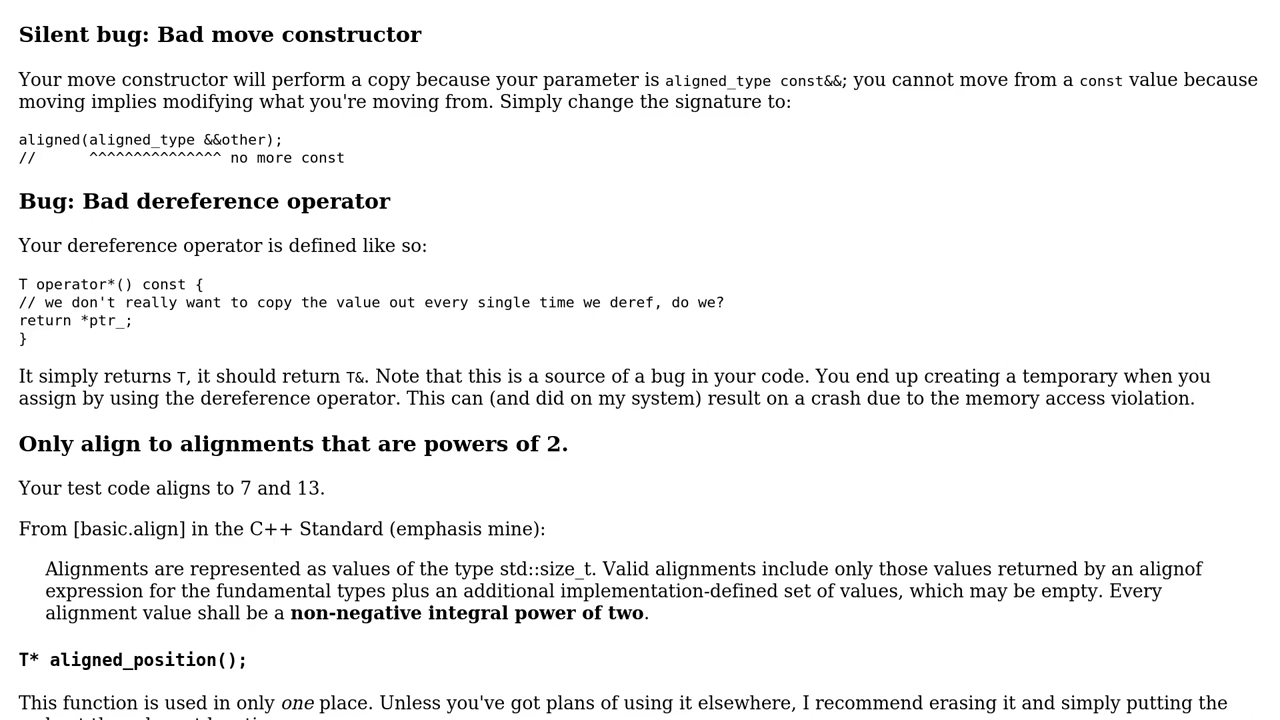 Silent bug: Bad move constructor
Your move constructor will perform a copy because your parameter is aligned_type const&&; you cannot move from a const value because
moving implies modifying what you're moving from. Simply change the signature to:
aligned(aligned_type &&other);
//      ^^^^^^^^^^^^^^^ no more const
Bug: Bad dereference operator
Your dereference operator is defined like so:
T operator*() const {
// we don't really want to copy the value out every single time we deref, do we?
return *ptr_;
}
It simply returns T, it should return T&. Note that this is a source of a bug in your code. You end up creating a temporary when you
assign by using the dereference operator. This can (and did on my system) result on a crash due to the memory access violation.
Only align to alignments that are powers of 2.
Your test code aligns to 7 and 13.
From [basic.align] in the C++ Standard (emphasis mine):
Alignments are represented as values of the type std::size_t. Valid alignments include only those values returned by an alignof
expression for the fundamental types plus an additional implementation-defined set of values, which may be empty. Every
alignment value shall be a non-negative integral power of two.
T* aligned_position();
This function is used in only one place. Unless you've got plans of using it elsewhere, I recommend erasing it and simply putting the